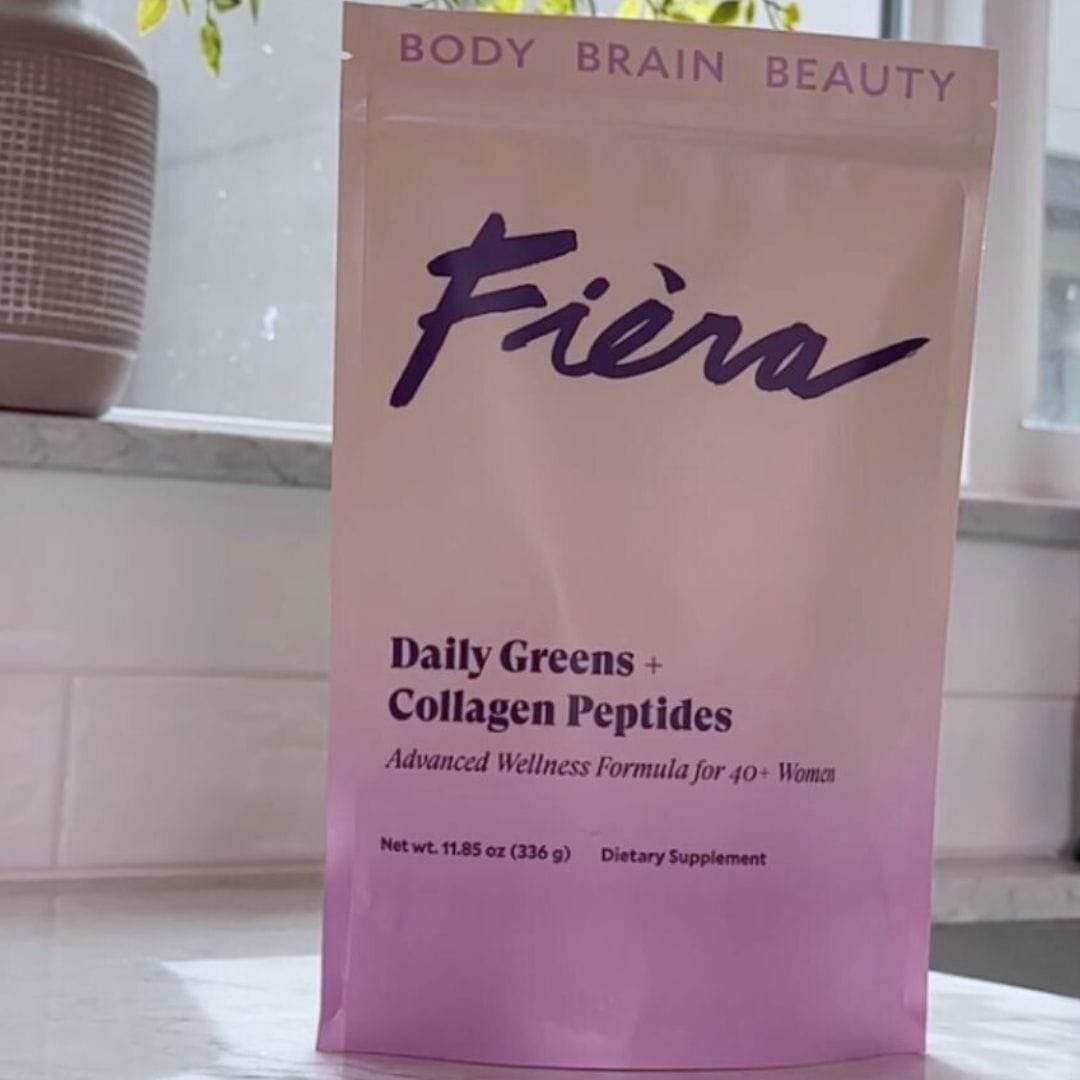 BODY BRAIN BEAUTY
Fièra
Daily Greens +
Collagen Peptides
Advanced Wellness Formula for 40+ Women
Net wt. 11.85 oz (336 g) Dietary Supplement